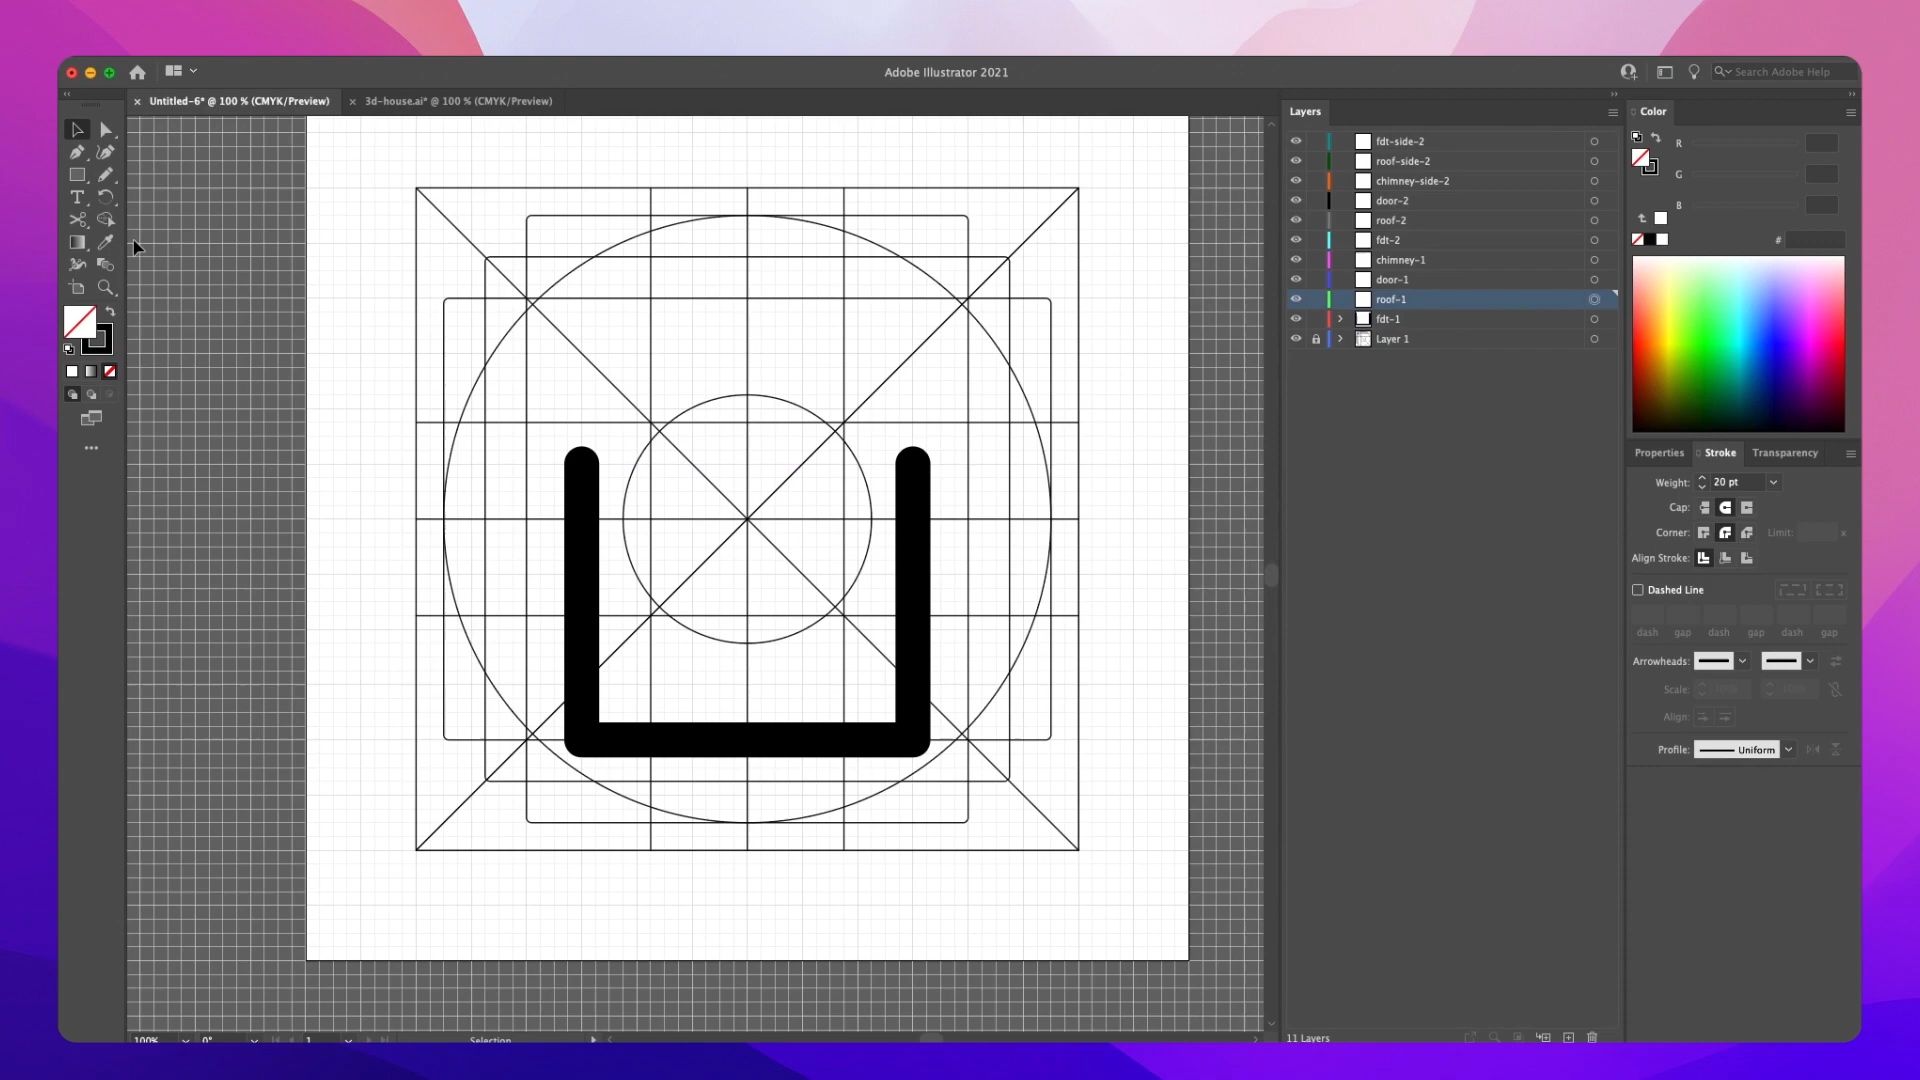 Adobe Illustrator 2021
Search Adobe Help
Untitled-6* @ 100 % (CMYK/Preview)
3d-house.ai* @ 100 % (CMYK/Preview)
Layers
fdt-side-2
roof-side-2
chimney-side-2
door-2
roof-2
fdt-2
chimney-1
door-1
roof-1
fdt-1
Layer 1
11 Layers
Color
R
G
B
#
Properties
Stroke
Transparency
Weight: 20 pt
Cap:
Corner: Limit: x
Align Stroke:
Dashed Line
dash gap dash gap dash gap
Arrowheads:
Scale: 100% 100%
Align:
Profile: Uniform
100% 0° 1 Selection